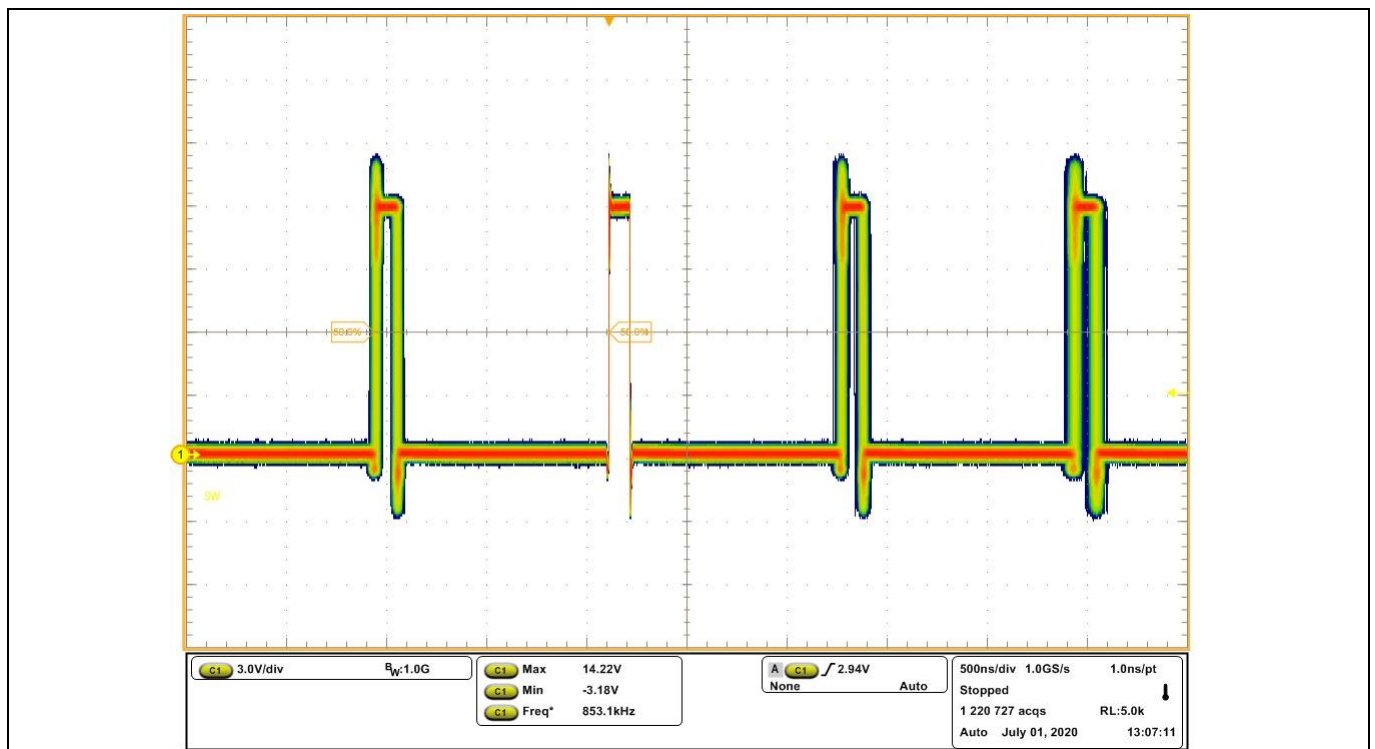 50.0%
50.0%
1
SW
C1 3.0V/div BW:1.0G
C1 Max 14.22V
C1 Min -3.18V
C1 Freq* 853.1kHz
A C1 2.94V
None Auto
500ns/div 1.0GS/s 1.0ns/pt
Stopped
1 220 727 acqs RL:5.0k
Auto July 01, 2020 13:07:11